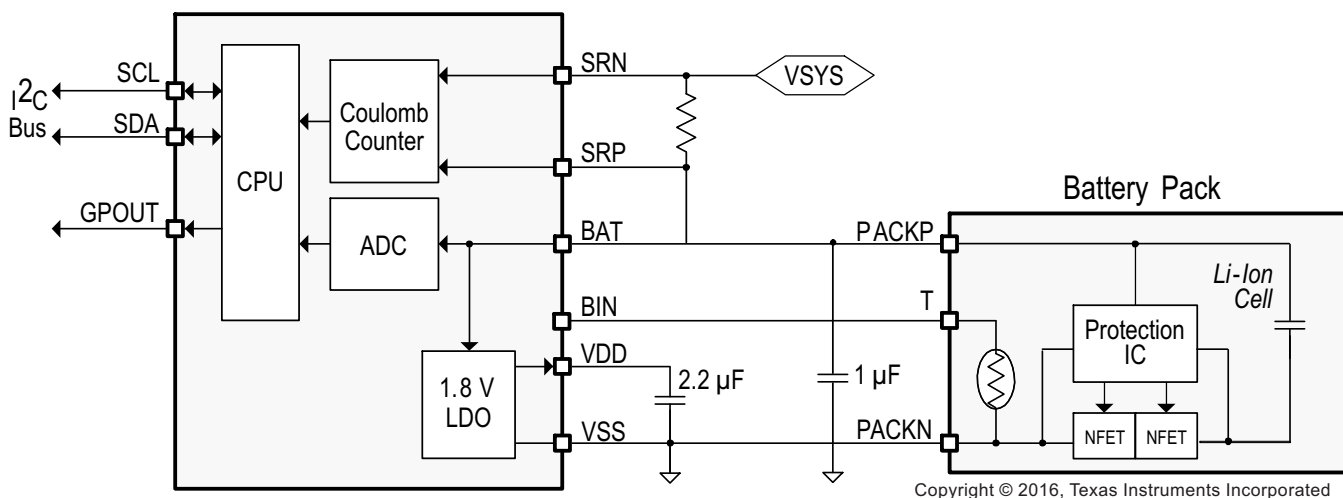 I2C
Bus
SCL
SDA
GPOUT
CPU
Coulomb
Counter
ADC
1.8 V
LDO
SRN
SRP
BAT
BIN
VDD
VSS
VSYS
2.2 µF
1 µF
PACKP
T
PACKN
Battery Pack
Li-Ion
Cell
Protection
IC
NFET
NFET
Copyright © 2016, Texas Instruments Incorporated